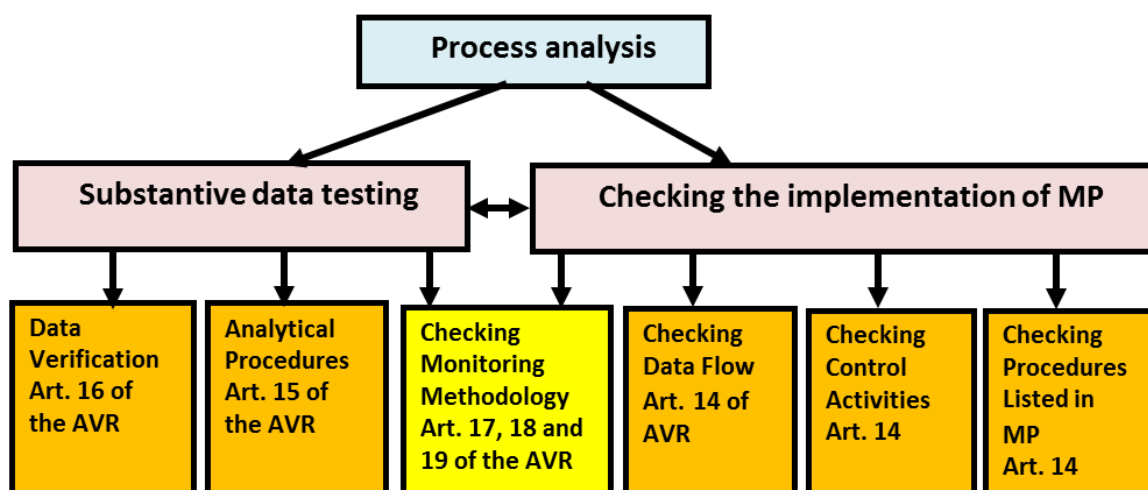 Process analysis
Substantive data testing
Checking the implementation of MP
Data
Verification
Art. 16 of
the AVR
Analytical
Procedures
Art. 15 of
the AVR
Checking
Monitoring
Methodology
Art. 17, 18 and
19 of the AVR
Checking
Data Flow
Art. 14 of
AVR
Checking
Control
Activities
Art. 14
Checking
Procedures
Listed in
MP
Art. 14